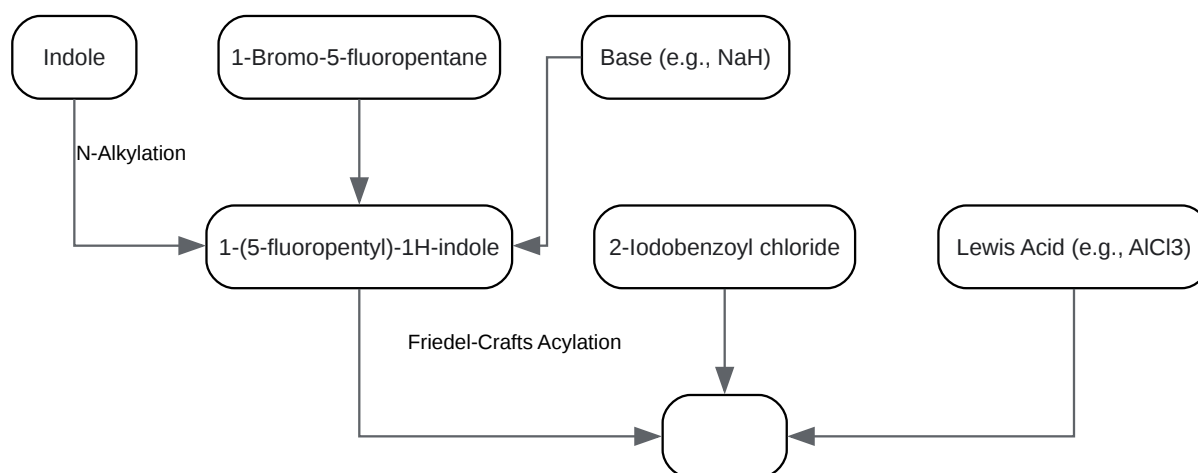 Indole
1-Bromo-5-fluoropentane
Base (e.g., NaH)
N-Alkylation
1-(5-fluoropentyl)-1H-indole
2-Iodobenzoyl chloride
Lewis Acid (e.g., AlCl3)
Friedel-Crafts Acylation